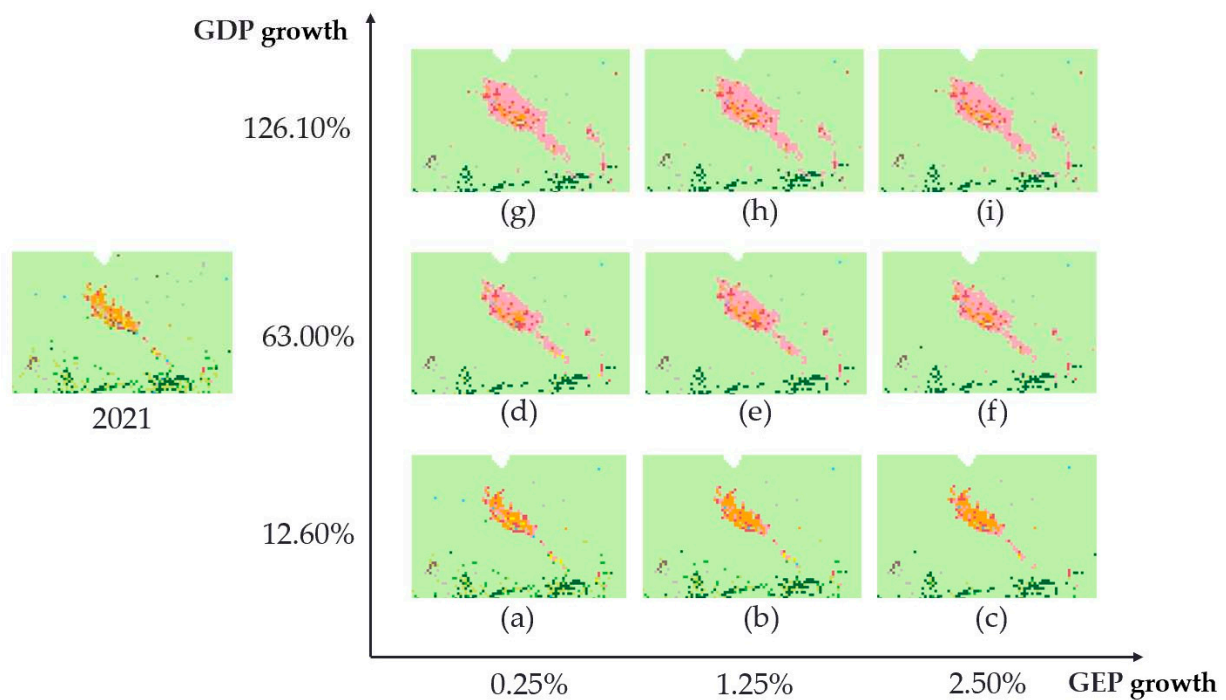 GDP growth
126.10%
(g) (h) (i)
63.00%
2021
(d) (e) (f)
12.60%
(a) (b) (c)
0.25% 1.25% 2.50% GEP growth